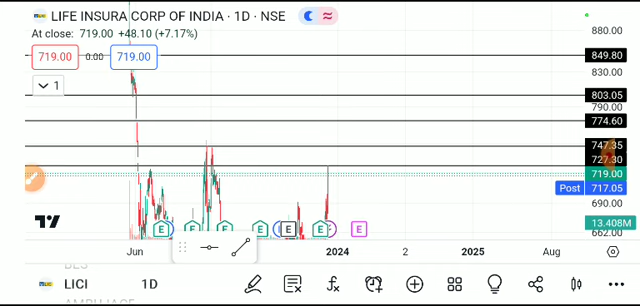 LIFE INSURA CORP OF INDIA · 1D · NSE
At close: 719.00 +48.10 (+7.17%)
719.00 0.00 719.00
1
880.00
849.80
830.00
803.05
790.00
774.60
747.35
727.30
719.00
Post 717.05
690.00
13.408M
662.00
E E E E E E E
Jun 2024 2 2025 Aug
LICI 1D